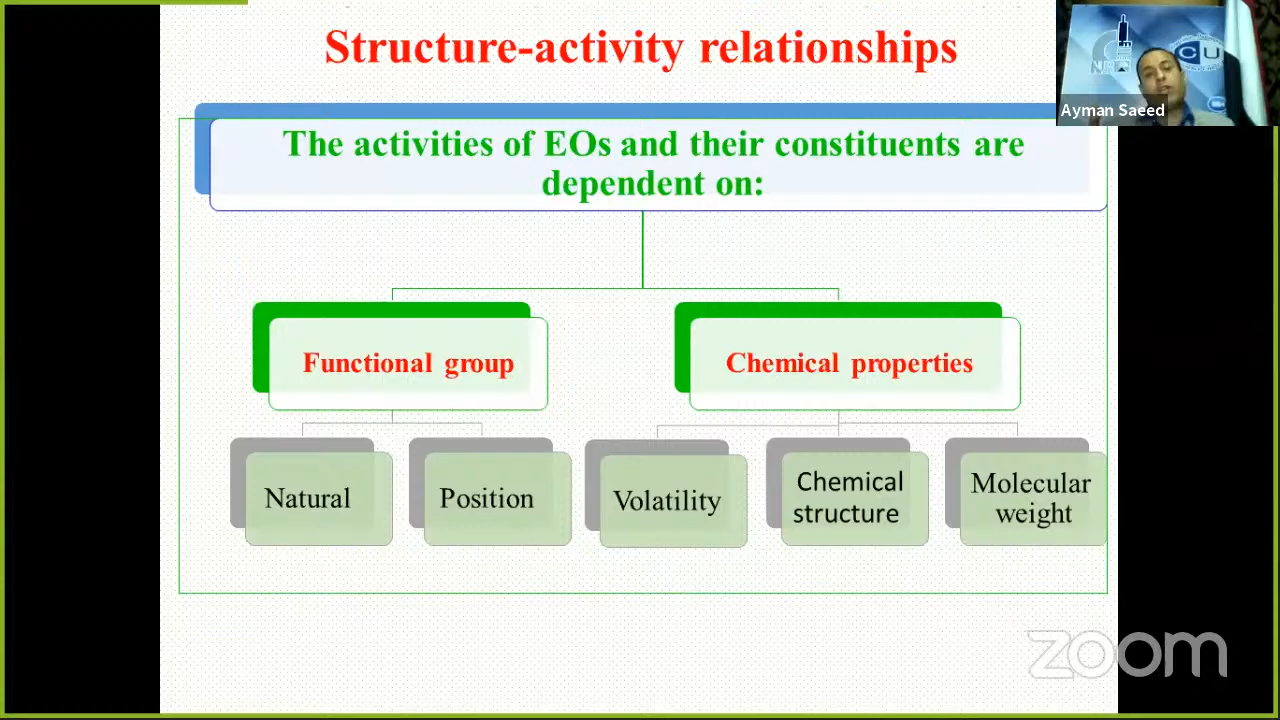 Structure-activity relationships
Ayman Saeed
CU
The activities of EOs and their constituents are
dependent on:
Functional group
Chemical properties
Natural
Position
Volatility
Chemical
structure
Molecular
weight
zoom